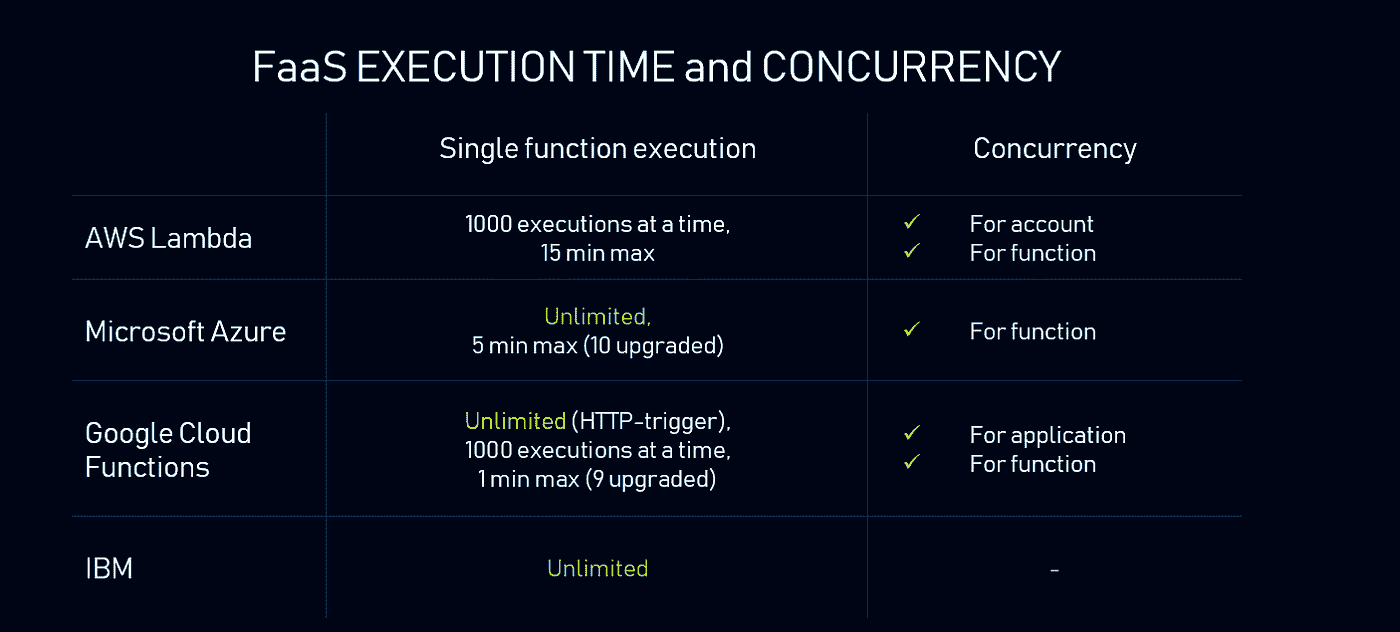 FaaS EXECUTION TIME and CONCURRENCY
Single function execution
Concurrency
AWS Lambda
1000 executions at a time,
15 min max
✓ For account
✓ For function
Microsoft Azure
Unlimited,
5 min max (10 upgraded)
✓ For function
Google Cloud
Functions
Unlimited (HTTP-trigger),
1000 executions at a time,
1 min max (9 upgraded)
✓ For application
✓ For function
IBM
Unlimited
-